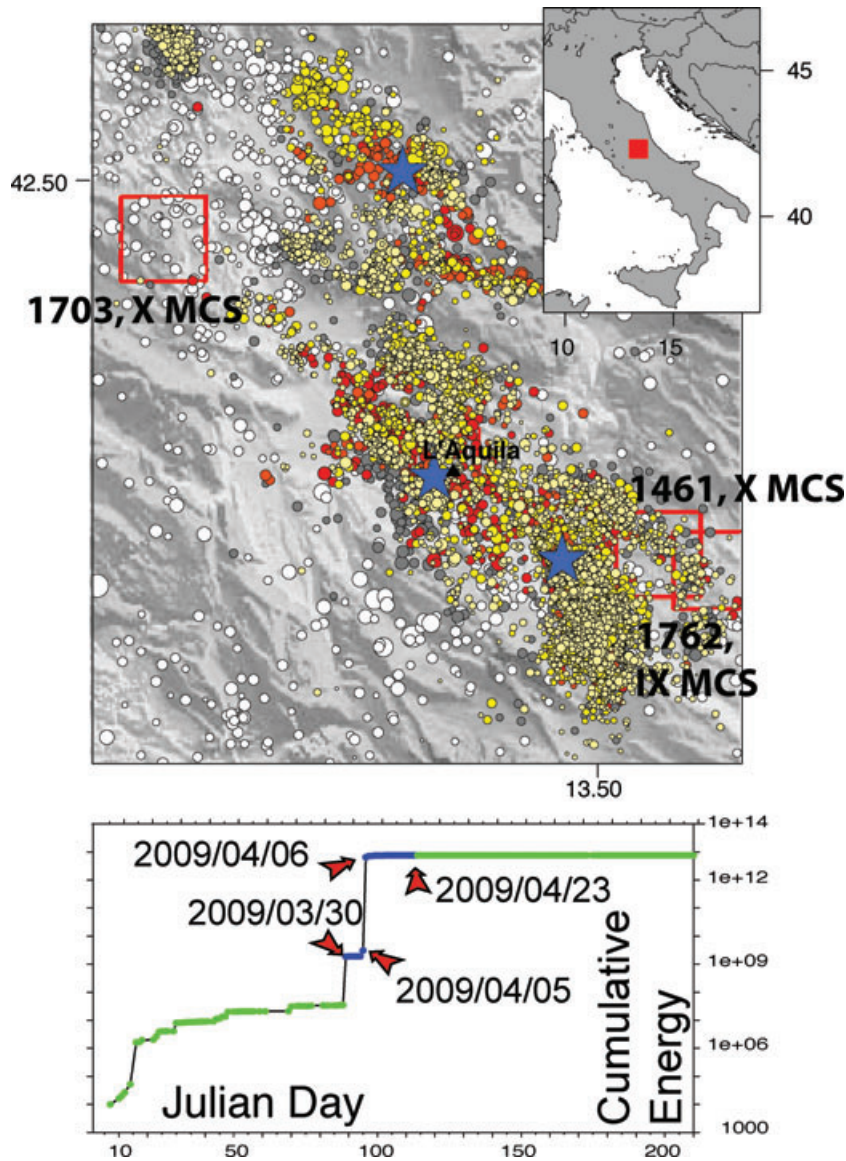 45
42.50
40
1703, X MCS
10
15
L'Aquila
1461, X MCS
1762,
IX MCS
13.50
1e+14
2009/04/06
1e+12
2009/04/23
2009/03/30
1e+09
2009/04/05
Cumulative
Energy
1e+06
Julian Day
1000
10
50
100
150
200